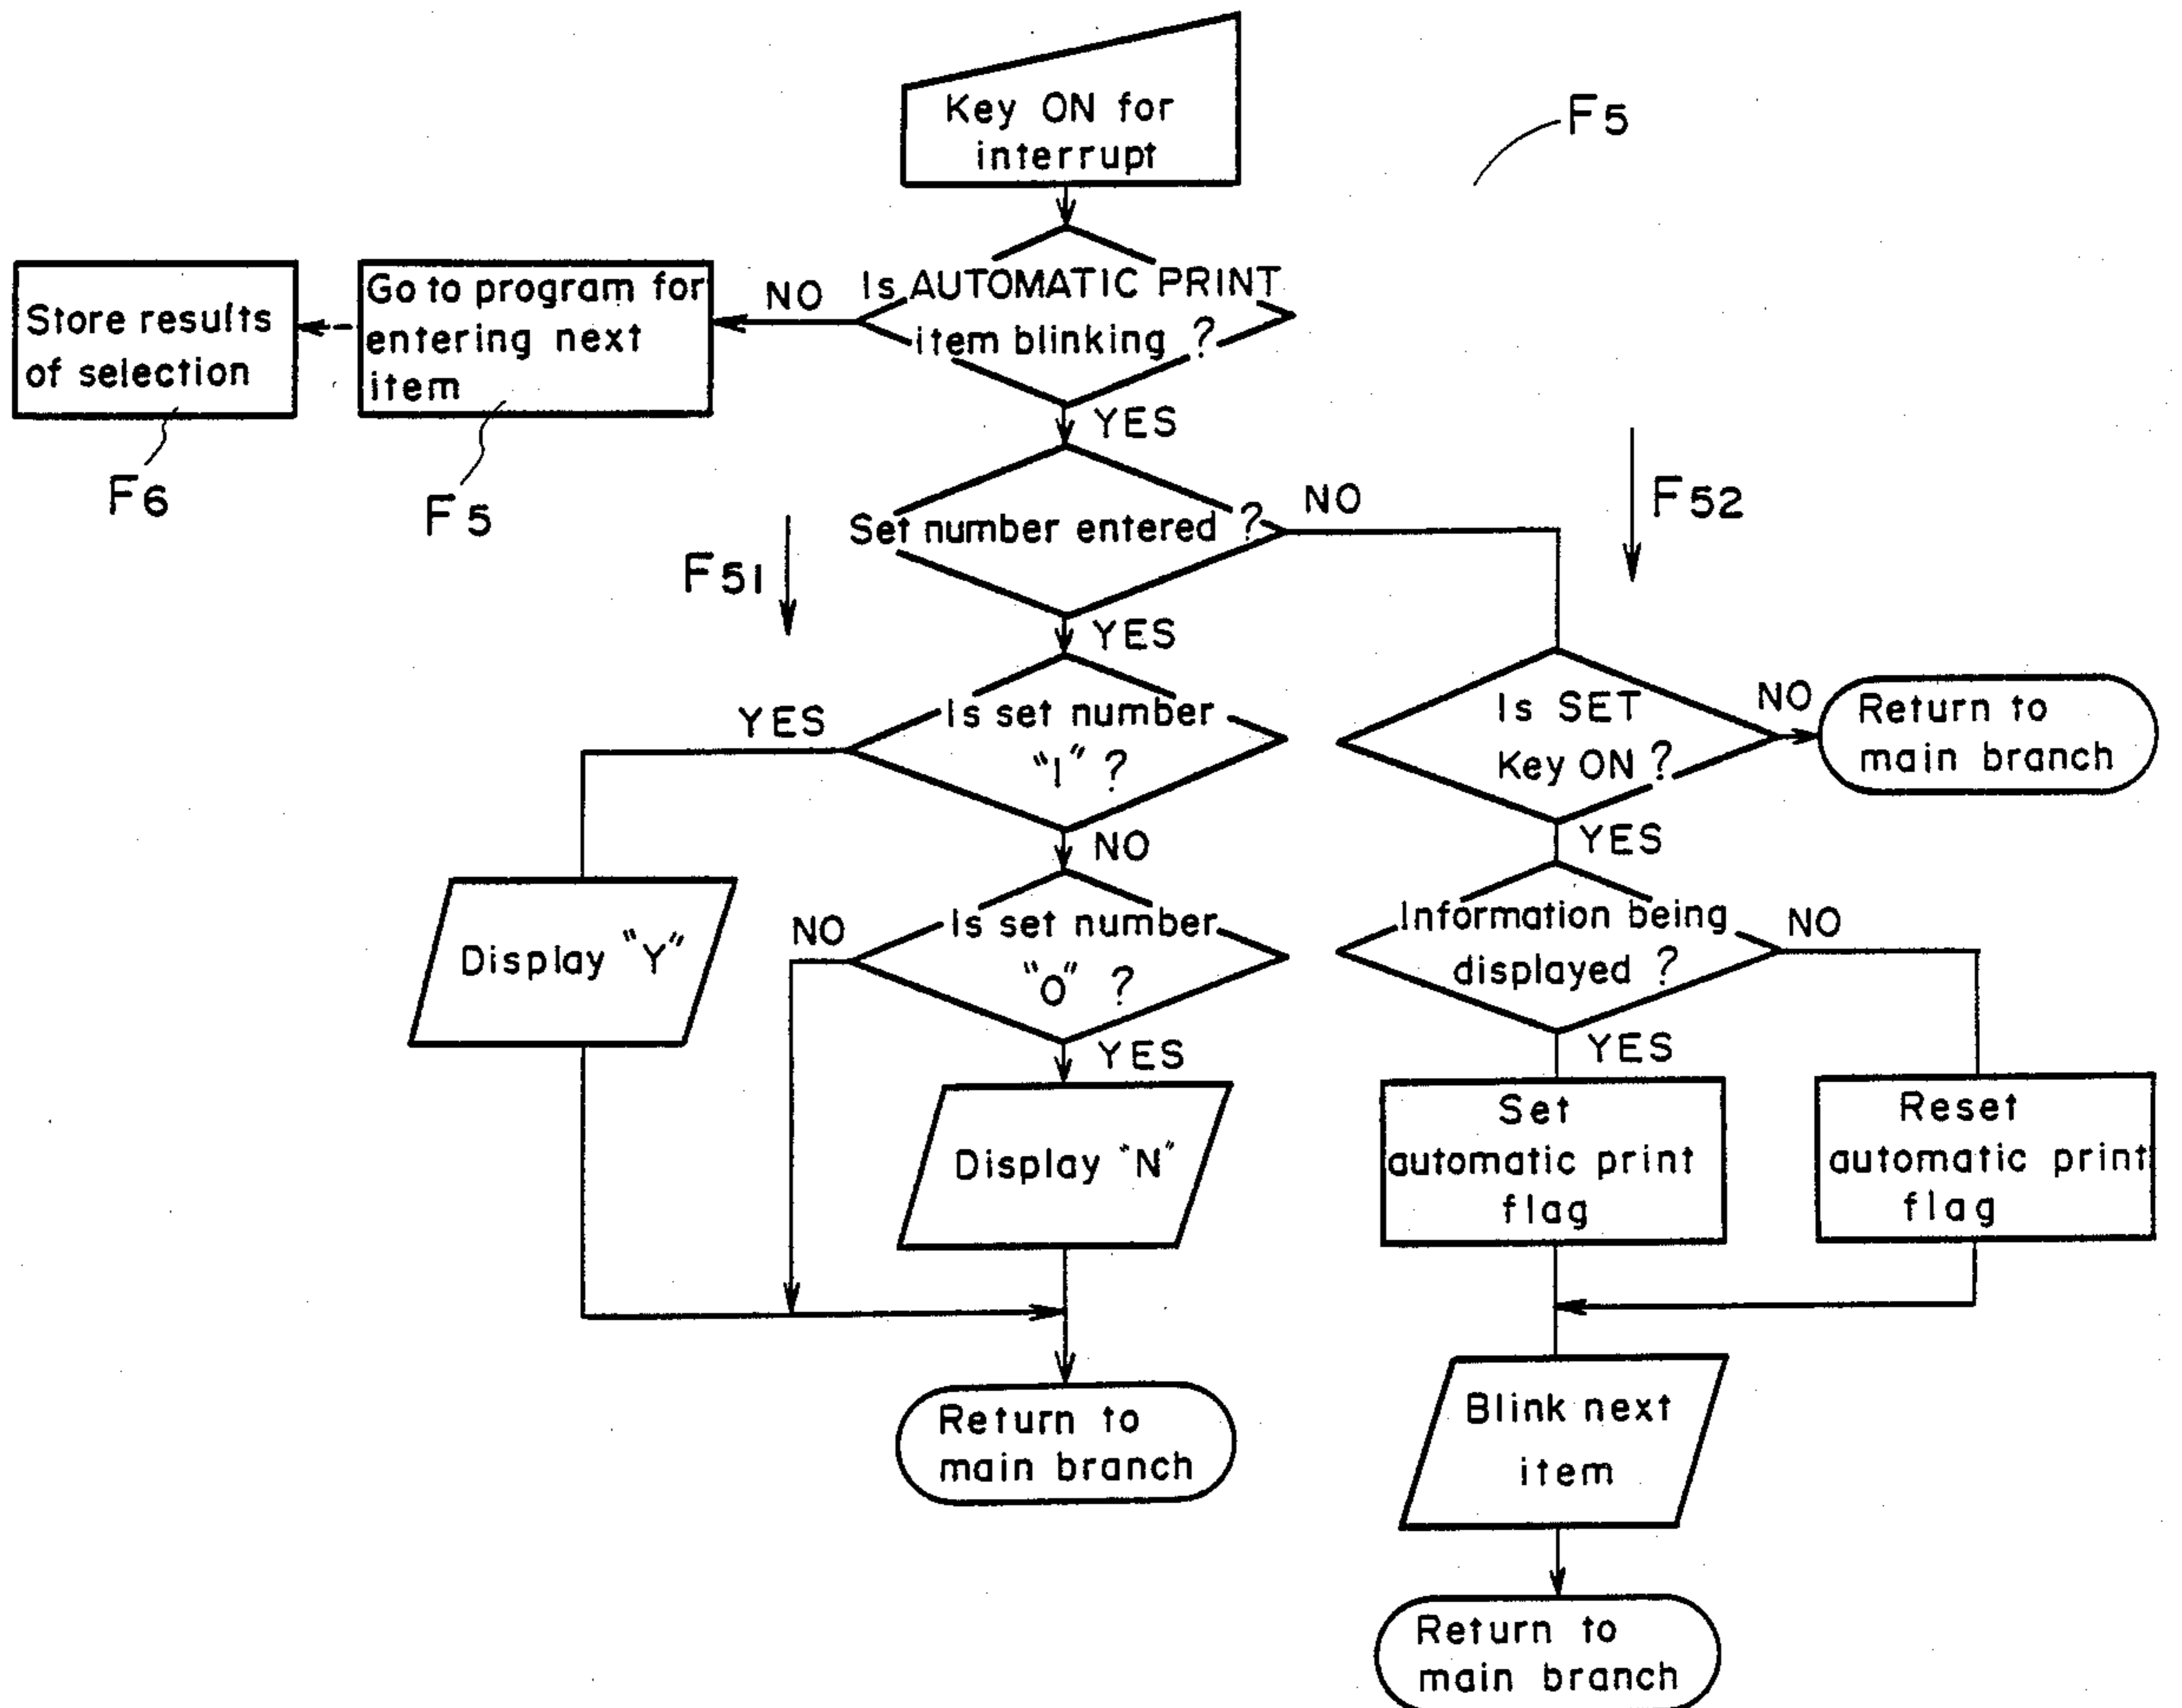 Key ON for
interrupt
F5
Is AUTOMATIC PRINT
item blinking ?
NO
Go to program for
entering next
item
Store results
of selection
F6
F5
YES
Set number entered ?
NO
F51
F52
YES
Is set number
"1" ?
YES
Is SET
Key ON ?
NO
Return to
main branch
NO
YES
Display "Y"
Is set number
"0" ?
NO
Information being
displayed ?
NO
YES
YES
Display "N"
Set
automatic print
flag
Reset
automatic print
flag
Return to
main branch
Blink next
item
Return to
main branch